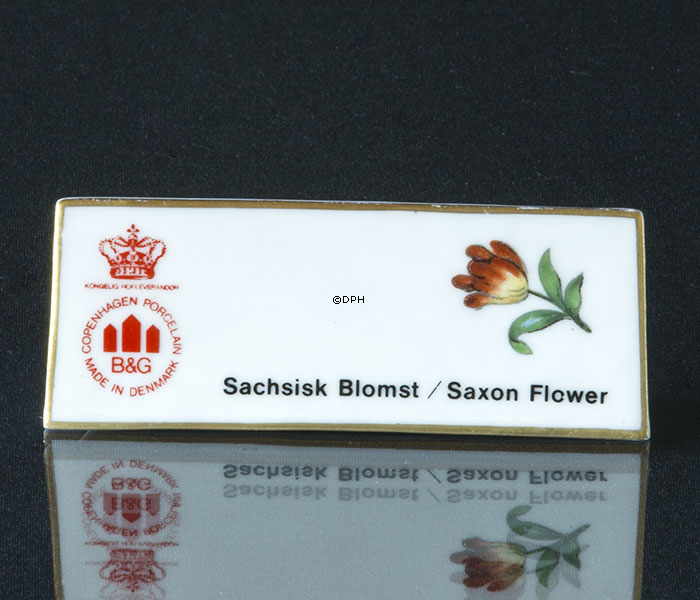 KONGELIG HOFLEVERANDØR
COPENHAGEN PORCELAIN
B&G
MADE IN DENMARK
©DPH
Sachsisk Blomst / Saxon Flower